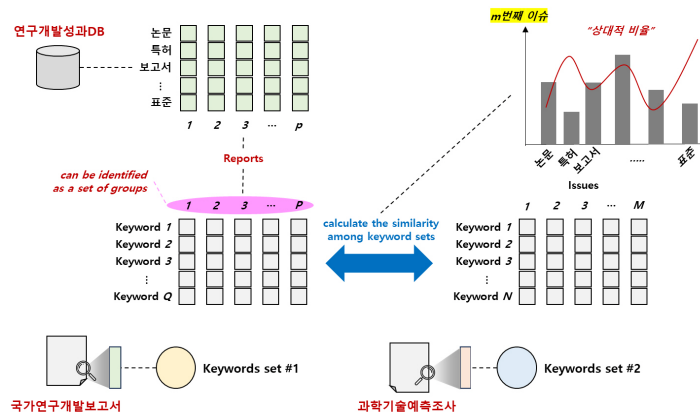 연구개발성과DB
논문
특허
보고서
⋮
표준
1 2 3 ··· p
Reports
can be identified
as a set of groups
1 2 3 ··· P
Keyword 1
Keyword 2
Keyword 3
⋮
Keyword Q
calculate the similarity
among keyword sets
m번째 이슈
"상대적 비율"
논문 특허 보고서 ····· 표준
Issues
1 2 3 ··· M
Keyword 1
Keyword 2
Keyword 3
⋮
Keyword N
Keywords set #1
국가연구개발보고서
Keywords set #2
과학기술예측조사